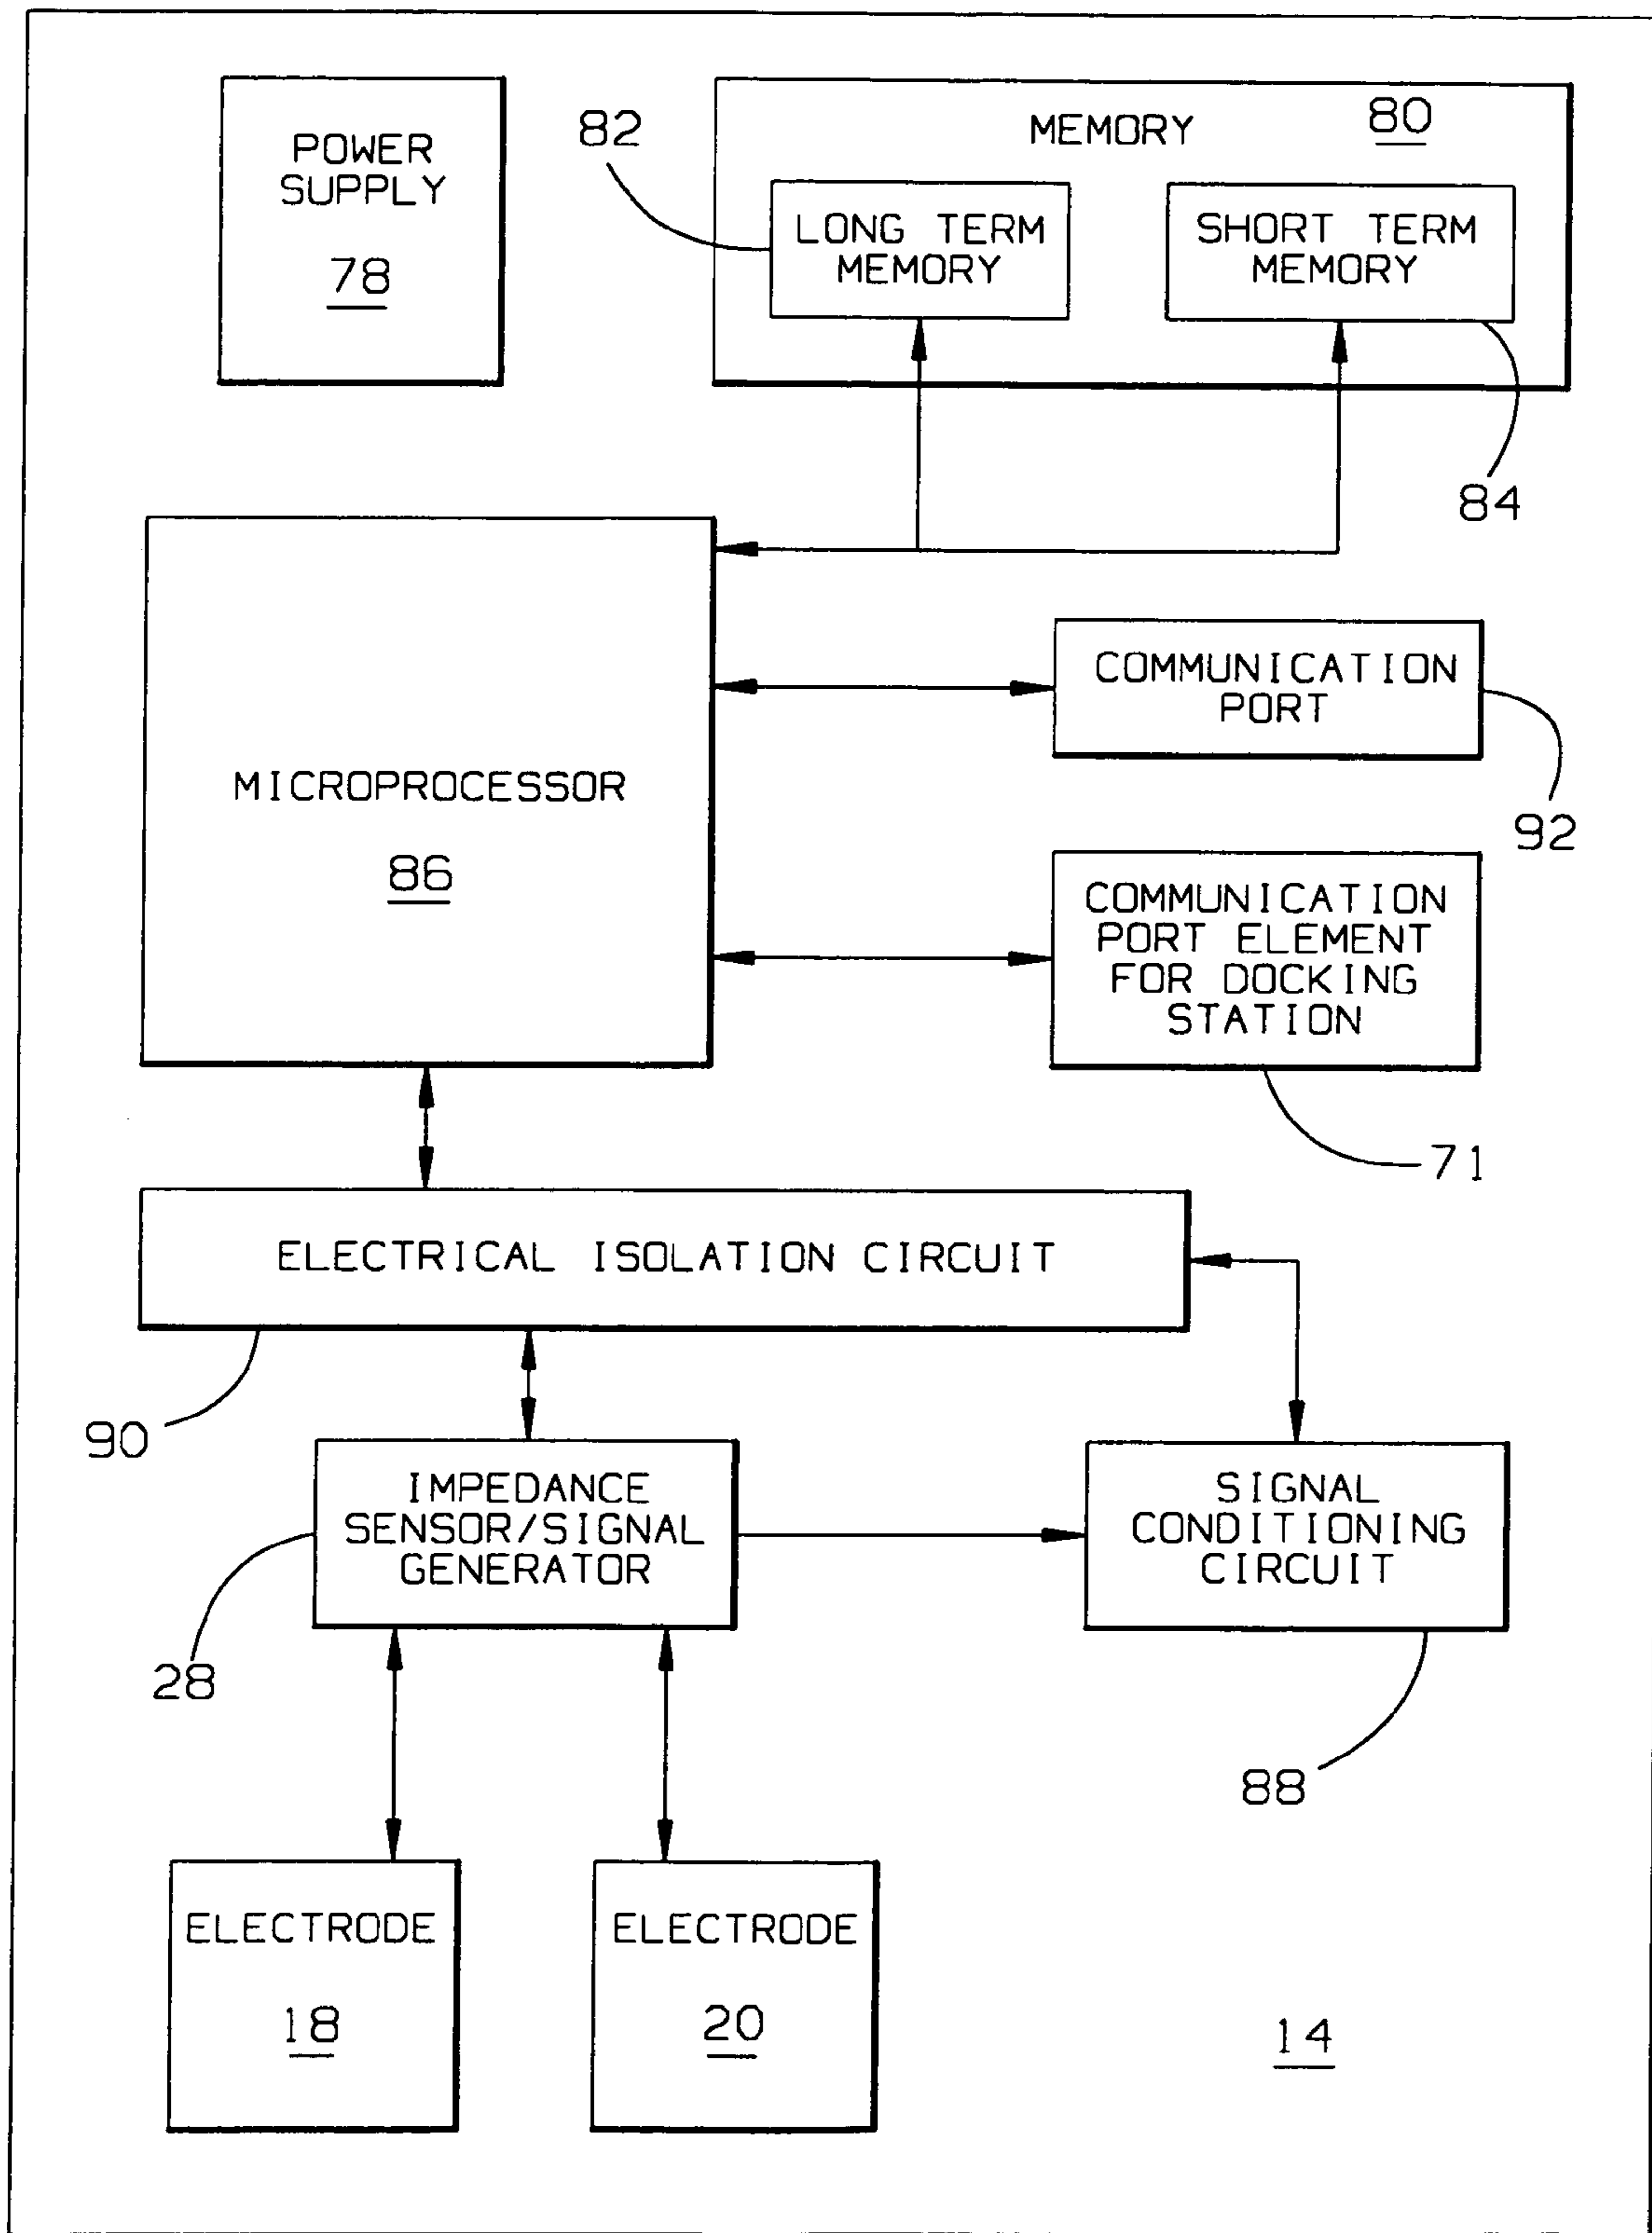 POWER
SUPPLY
78
82
MEMORY
80
LONG TERM
MEMORY
SHORT TERM
MEMORY
84
MICROPROCESSOR
86
COMMUNICATION
PORT
92
COMMUNICATION
PORT ELEMENT
FOR DOCKING
STATION
71
ELECTRICAL ISOLATION CIRCUIT
90
IMPEDANCE
SENSOR/SIGNAL
GENERATOR
28
SIGNAL
CONDITIONING
CIRCUIT
88
ELECTRODE
18
ELECTRODE
20
14